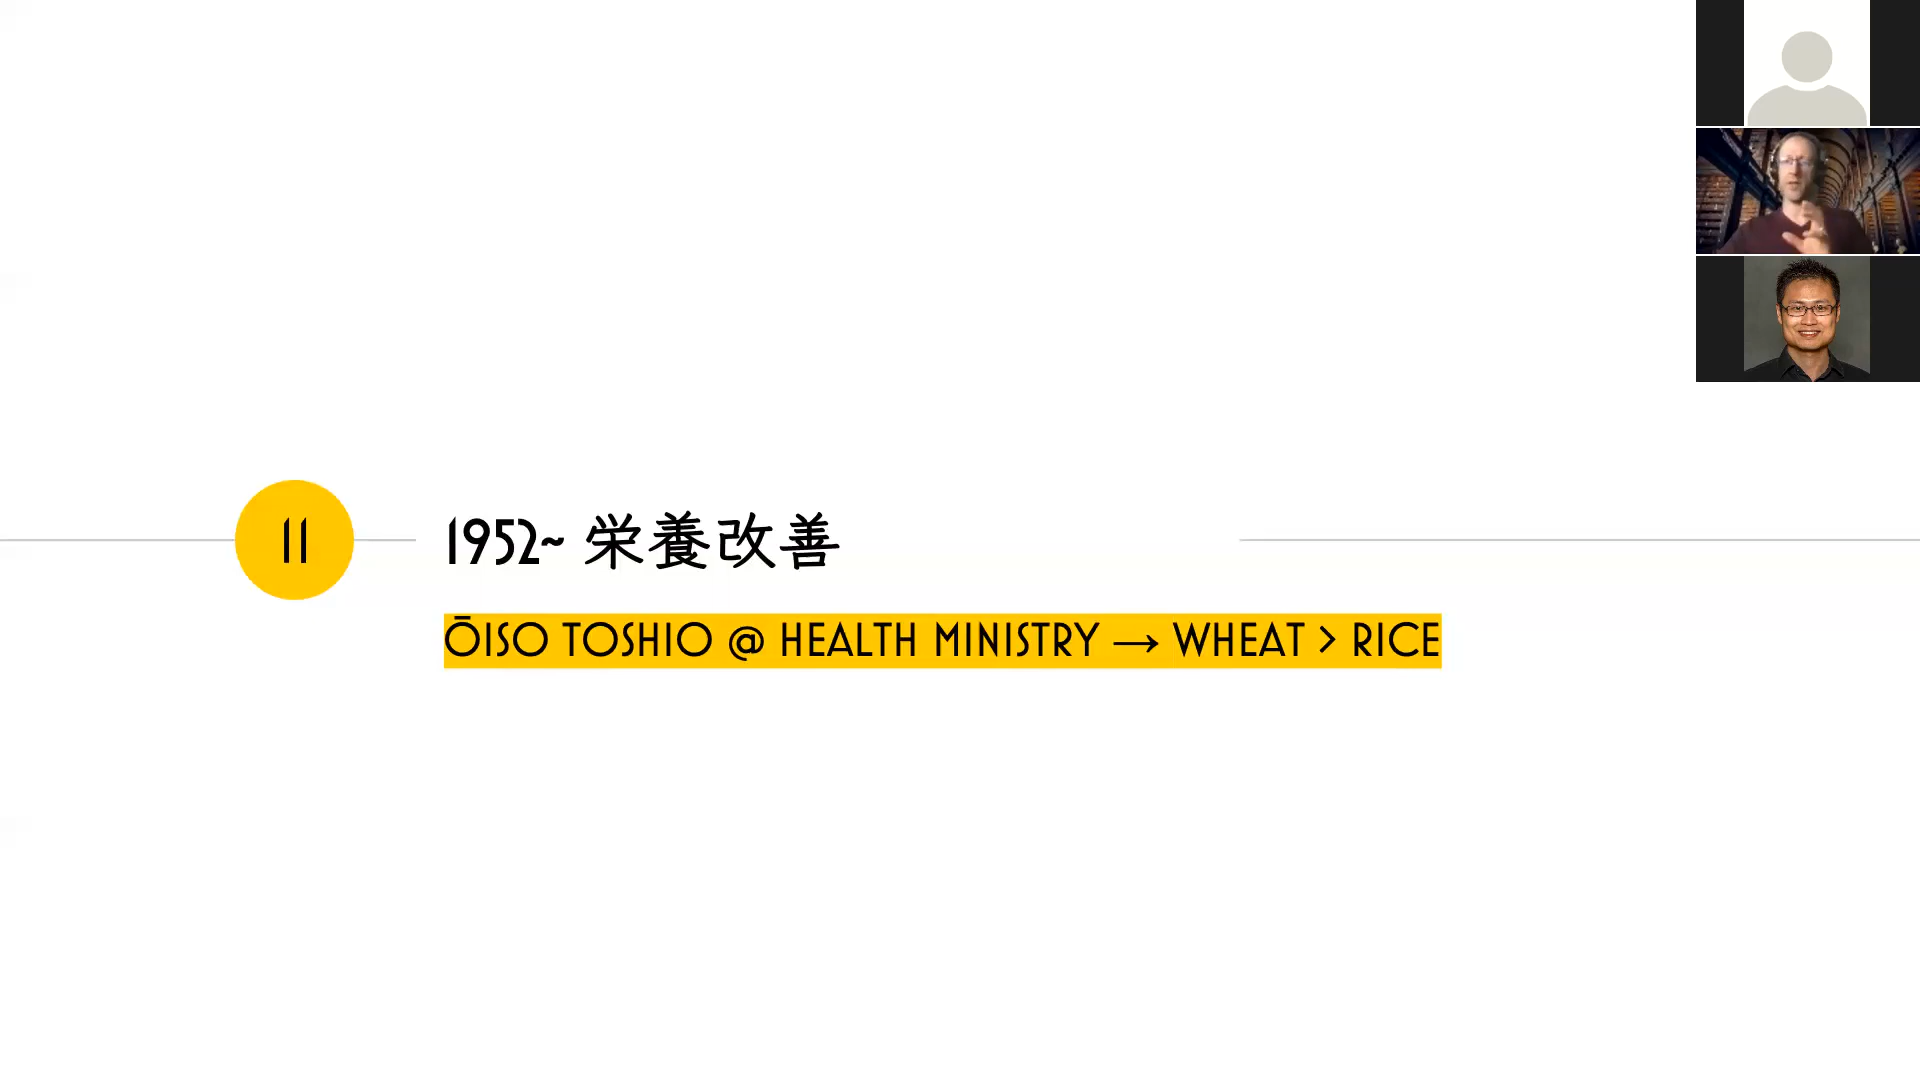 11
1952~ 栄養改善
ŌISO TOSHIO @ HEALTH MINISTRY → WHEAT > RICE